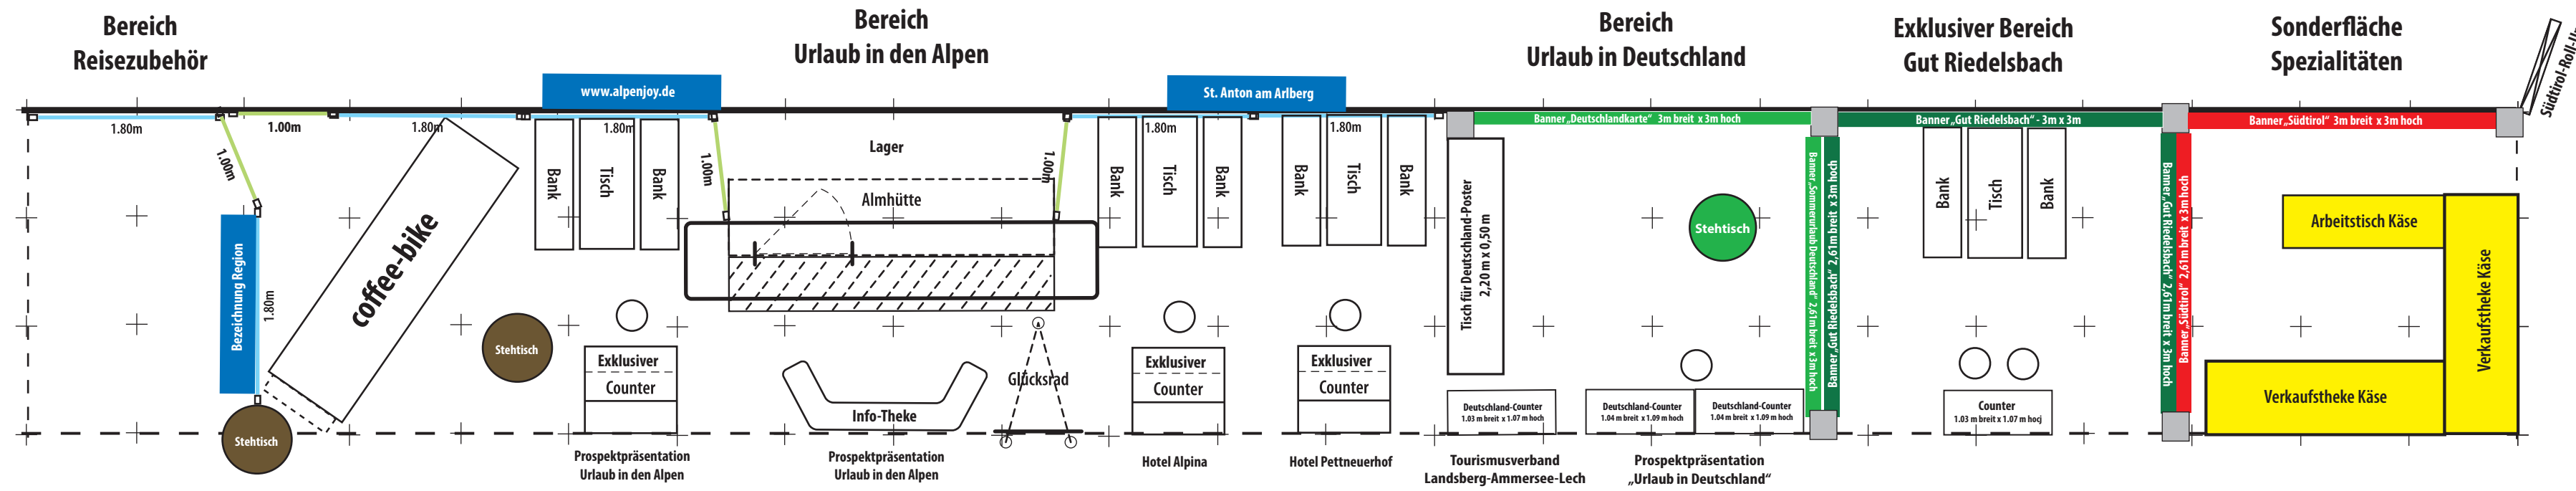 Bereich
Reisezubehör
Bereich
Urlaub in den Alpen
Bereich
Urlaub in Deutschland
Exklusiver Bereich
Gut Riedelsbach
Sonderfläche
Spezialitäten
www.alpenjoy.de
St. Anton am Arlberg
Banner „Deutschlandkarte" 3m breit x 3m hoch
Banner „Gut Riedelsbach" - 3m x 3m
Banner „Südtirol" 3m breit x 3m hoch
1.80m
1.00m
1.80m
1.80m
1.80m
1.80m
1.00m
1.00m
1.00m
1.80m
Bezeichnung Region
coffee-bike
Stehtisch
Stehtisch
Bank
Tisch
Bank
Lager
Almhütte
Bank
Tisch
Bank
Bank
Tisch
Bank
Tisch für Deutschland-Poster
2,20 m x 0,50 m
Stehtisch
Banner „Sommerurlaub Deutschland" 2,61m breit x 3m hoch
Banner „Gut Riedelsbach" 2,61m breit x 3m hoch
Bank
Tisch
Bank
Banner „Gut Riedelsbach" 2,61m breit x 3m hoch
Banner „Südtirol" 2,61m breit x 3m hoch
Arbeitstisch Käse
Verkaufstheke Käse
Verkaufstheke Käse
Exklusiver
Counter
Info-Theke
Glücksrad
Exklusiver
Counter
Exklusiver
Counter
Deutschland-Counter
1.03 m breit x 1.07 m hoch
Deutschland-Counter
1.04 m breit x 1.09 m hoch
Deutschland-Counter
1.04 m breit x 1.09 m hoch
Counter
1.03 m breit x 1.07 m hocj
Prospektpräsentation
Urlaub in den Alpen
Prospektpräsentation
Urlaub in den Alpen
Hotel Alpina
Hotel Pettneuerhof
Tourismusverband
Landsberg-Ammersee-Lech
Prospektpräsentation
„Urlaub in Deutschland"
Südtirol-Roll-